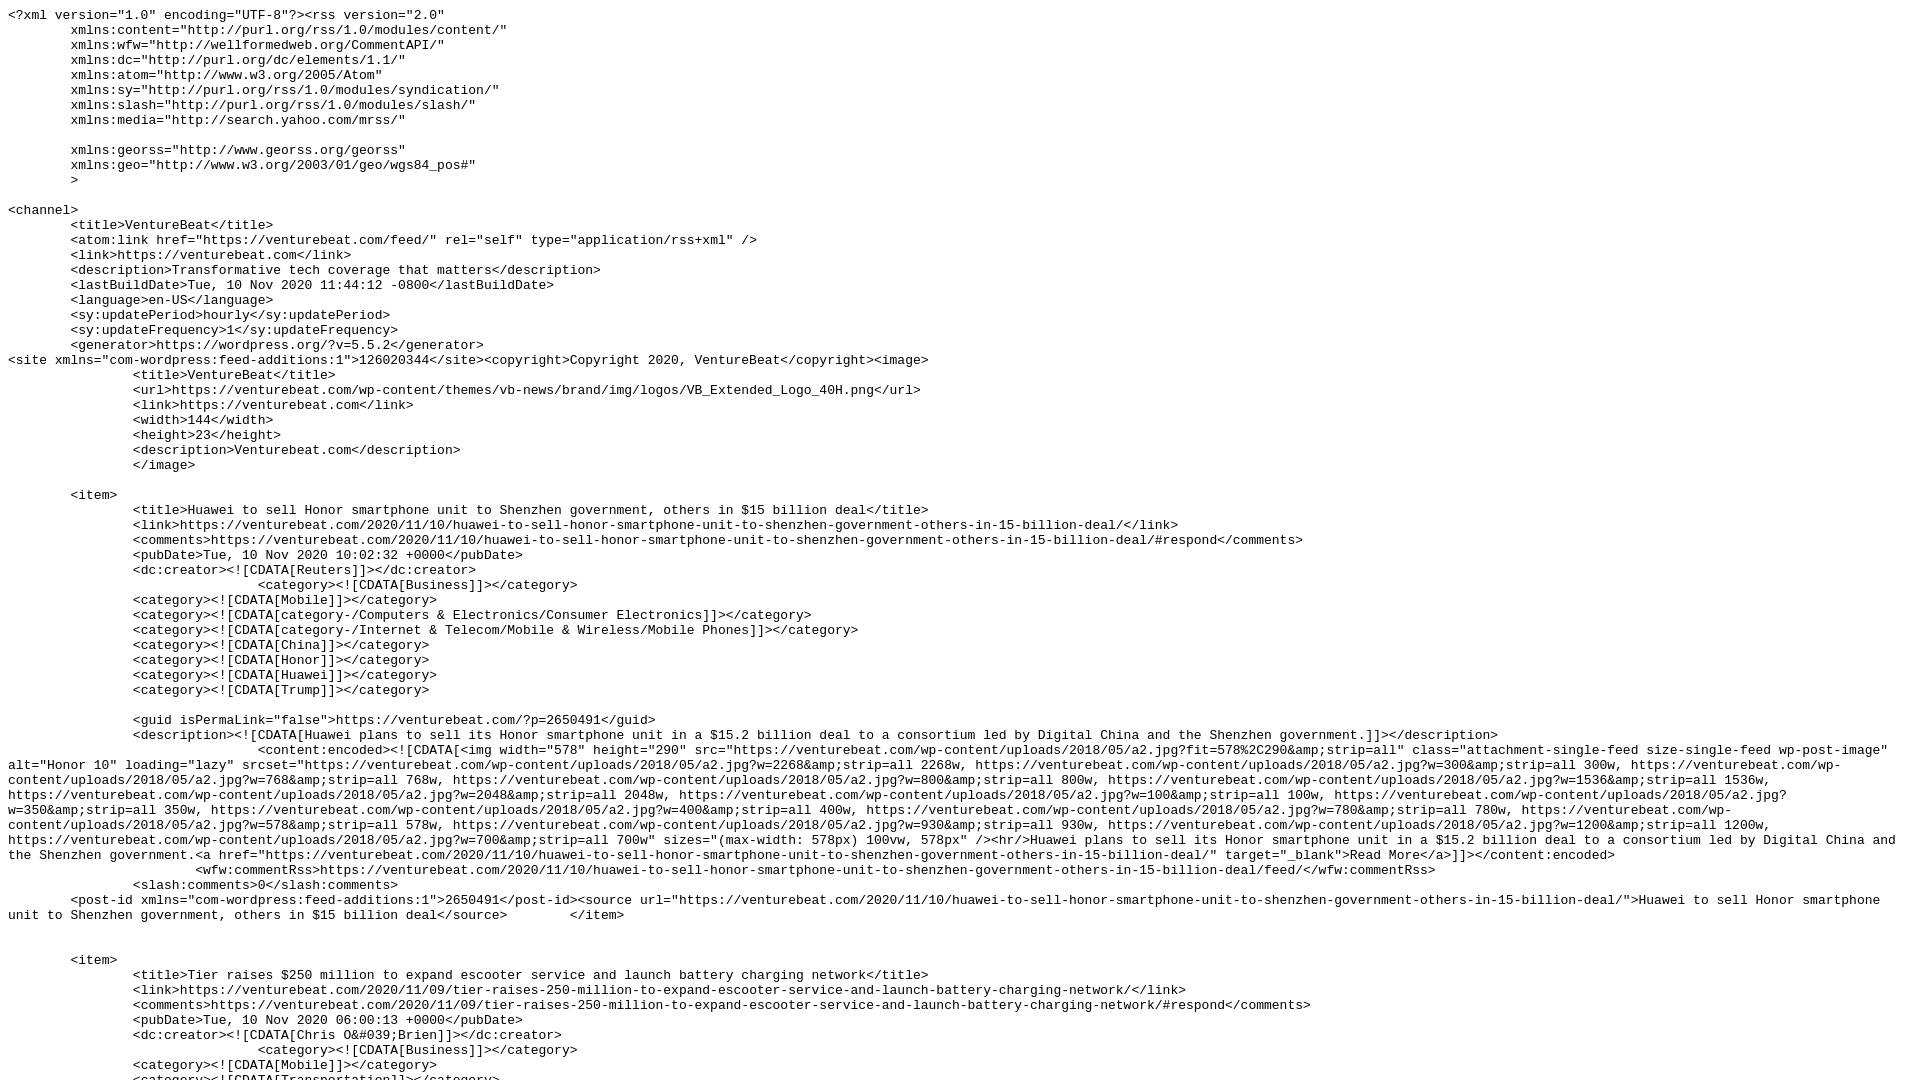 <?xml version="1.0" encoding="UTF-8"?><rss version="2.0"
xmlns:content="http://purl.org/rss/1.0/modules/content/"
xmlns:wfw="http://wellformedweb.org/CommentAPI/"
xmlns:dc="http://purl.org/dc/elements/1.1/"
xmlns:atom="http://www.w3.org/2005/Atom"
xmlns:sy="http://purl.org/rss/1.0/modules/syndication/"
xmlns:slash="http://purl.org/rss/1.0/modules/slash/"
xmlns:media="http://search.yahoo.com/mrss/"
xmlns:georss="http://www.georss.org/georss"
xmlns:geo="http://www.w3.org/2003/01/geo/wgs84_pos#"
>
<channel>
<title>VentureBeat</title>
<atom:link href="https://venturebeat.com/feed/" rel="self" type="application/rss+xml" />
<link>https://venturebeat.com</link>
<description>Transformative tech coverage that matters</description>
<lastBuildDate>Tue, 10 Nov 2020 11:44:12 -0800</lastBuildDate>
<language>en-US</language>
<sy:updatePeriod>hourly</sy:updatePeriod>
<sy:updateFrequency>1</sy:updateFrequency>
<generator>https://wordpress.org/?v=5.5.2</generator>
<site xmlns="com-wordpress:feed-additions:1">126020344</site><copyright>Copyright 2020, VentureBeat</copyright><image>
<title>VentureBeat</title>
<url>https://venturebeat.com/wp-content/themes/vb-news/brand/img/logos/VB_Extended_Logo_40H.png</url>
<link>https://venturebeat.com</link>
<width>144</width>
<height>23</height>
<description>Venturebeat.com</description>
</image>
<item>
<title>Huawei to sell Honor smartphone unit to Shenzhen government, others in $15 billion deal</title>
<link>https://venturebeat.com/2020/11/10/huawei-to-sell-honor-smartphone-unit-to-shenzhen-government-others-in-15-billion-deal/</link>
<comments>https://venturebeat.com/2020/11/10/huawei-to-sell-honor-smartphone-unit-to-shenzhen-government-others-in-15-billion-deal/#respond</comments>
<pubDate>Tue, 10 Nov 2020 10:02:32 +0000</pubDate>
<dc:creator><![CDATA[Reuters]]></dc:creator>
<category><![CDATA[Business]]></category>
<category><![CDATA[Mobile]]></category>
<category><![CDATA[category-/Computers & Electronics/Consumer Electronics]]></category>
<category><![CDATA[category-/Internet & Telecom/Mobile & Wireless/Mobile Phones]]></category>
<category><![CDATA[China]]></category>
<category><![CDATA[Honor]]></category>
<category><![CDATA[Huawei]]></category>
<category><![CDATA[Trump]]></category>
<guid isPermaLink="false">https://venturebeat.com/?p=2650491</guid>
<description><![CDATA[Huawei plans to sell its Honor smartphone unit in a $15.2 billion deal to a consortium led by Digital China and the Shenzhen government.]]></description>
<content:encoded><![CDATA[<img width="578" height="290" src="https://venturebeat.com/wp-content/uploads/2018/05/a2.jpg?fit=578%2C290&amp;strip=all" class="attachment-single-feed size-single-feed wp-post-image"
alt="Honor 10" loading="lazy" srcset="https://venturebeat.com/wp-content/uploads/2018/05/a2.jpg?w=2268&amp;strip=all 2268w, https://venturebeat.com/wp-content/uploads/2018/05/a2.jpg?w=300&amp;strip=all 300w, https://venturebeat.com/wp-
content/uploads/2018/05/a2.jpg?w=768&amp;strip=all 768w, https://venturebeat.com/wp-content/uploads/2018/05/a2.jpg?w=800&amp;strip=all 800w, https://venturebeat.com/wp-content/uploads/2018/05/a2.jpg?w=1536&amp;strip=all 1536w,
https://venturebeat.com/wp-content/uploads/2018/05/a2.jpg?w=2048&amp;strip=all 2048w, https://venturebeat.com/wp-content/uploads/2018/05/a2.jpg?w=100&amp;strip=all 100w, https://venturebeat.com/wp-content/uploads/2018/05/a2.jpg?
w=350&amp;strip=all 350w, https://venturebeat.com/wp-content/uploads/2018/05/a2.jpg?w=400&amp;strip=all 400w, https://venturebeat.com/wp-content/uploads/2018/05/a2.jpg?w=780&amp;strip=all 780w, https://venturebeat.com/wp-
content/uploads/2018/05/a2.jpg?w=578&amp;strip=all 578w, https://venturebeat.com/wp-content/uploads/2018/05/a2.jpg?w=930&amp;strip=all 930w, https://venturebeat.com/wp-content/uploads/2018/05/a2.jpg?w=1200&amp;strip=all 1200w,
https://venturebeat.com/wp-content/uploads/2018/05/a2.jpg?w=700&amp;strip=all 700w" sizes="(max-width: 578px) 100vw, 578px" /><hr/>Huawei plans to sell its Honor smartphone unit in a $15.2 billion deal to a consortium led by Digital China and
the Shenzhen government.<a href="https://venturebeat.com/2020/11/10/huawei-to-sell-honor-smartphone-unit-to-shenzhen-government-others-in-15-billion-deal/" target="_blank">Read More</a>]]></content:encoded>
<wfw:commentRss>https://venturebeat.com/2020/11/10/huawei-to-sell-honor-smartphone-unit-to-shenzhen-government-others-in-15-billion-deal/feed/</wfw:commentRss>
<slash:comments>0</slash:comments>
<post-id xmlns="com-wordpress:feed-additions:1">2650491</post-id><source url="https://venturebeat.com/2020/11/10/huawei-to-sell-honor-smartphone-unit-to-shenzhen-government-others-in-15-billion-deal/">Huawei to sell Honor smartphone
unit to Shenzhen government, others in $15 billion deal</source> </item>
<item>
<title>Tier raises $250 million to expand escooter service and launch battery charging network</title>
<link>https://venturebeat.com/2020/11/09/tier-raises-250-million-to-expand-escooter-service-and-launch-battery-charging-network/</link>
<comments>https://venturebeat.com/2020/11/09/tier-raises-250-million-to-expand-escooter-service-and-launch-battery-charging-network/#respond</comments>
<pubDate>Tue, 10 Nov 2020 06:00:13 +0000</pubDate>
<dc:creator><![CDATA[Chris O&#039;Brien]]></dc:creator>
<category><![CDATA[Business]]></category>
<category><![CDATA[Mobile]]></category>
<category><![CDATA[Transportation]]></category>